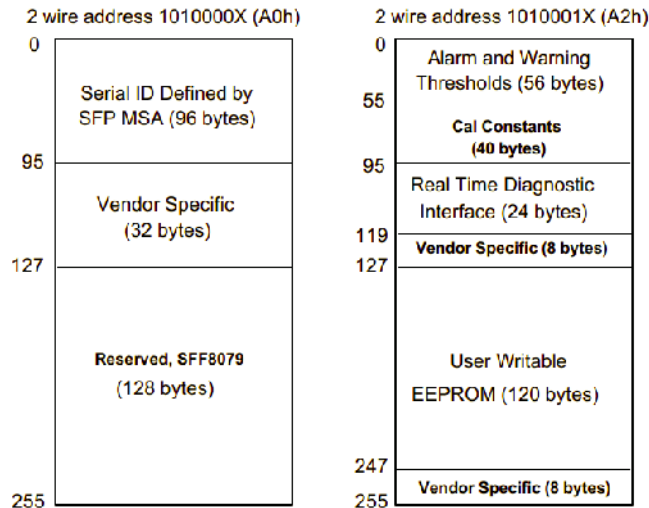 2 wire address 1010000X (A0h)
0
Serial ID Defined by
SFP MSA (96 bytes)
95
Vendor Specific
(32 bytes)
127
Reserved, SFF8079
(128 bytes)
255
2 wire address 1010001X (A2h)
0
Alarm and Warning
Thresholds (56 bytes)
55
Cal Constants
(40 bytes)
95
Real Time Diagnostic
Interface (24 bytes)
119
Vendor Specific (8 bytes)
127
User Writable
EEPROM (120 bytes)
247
Vendor Specific (8 bytes)
255